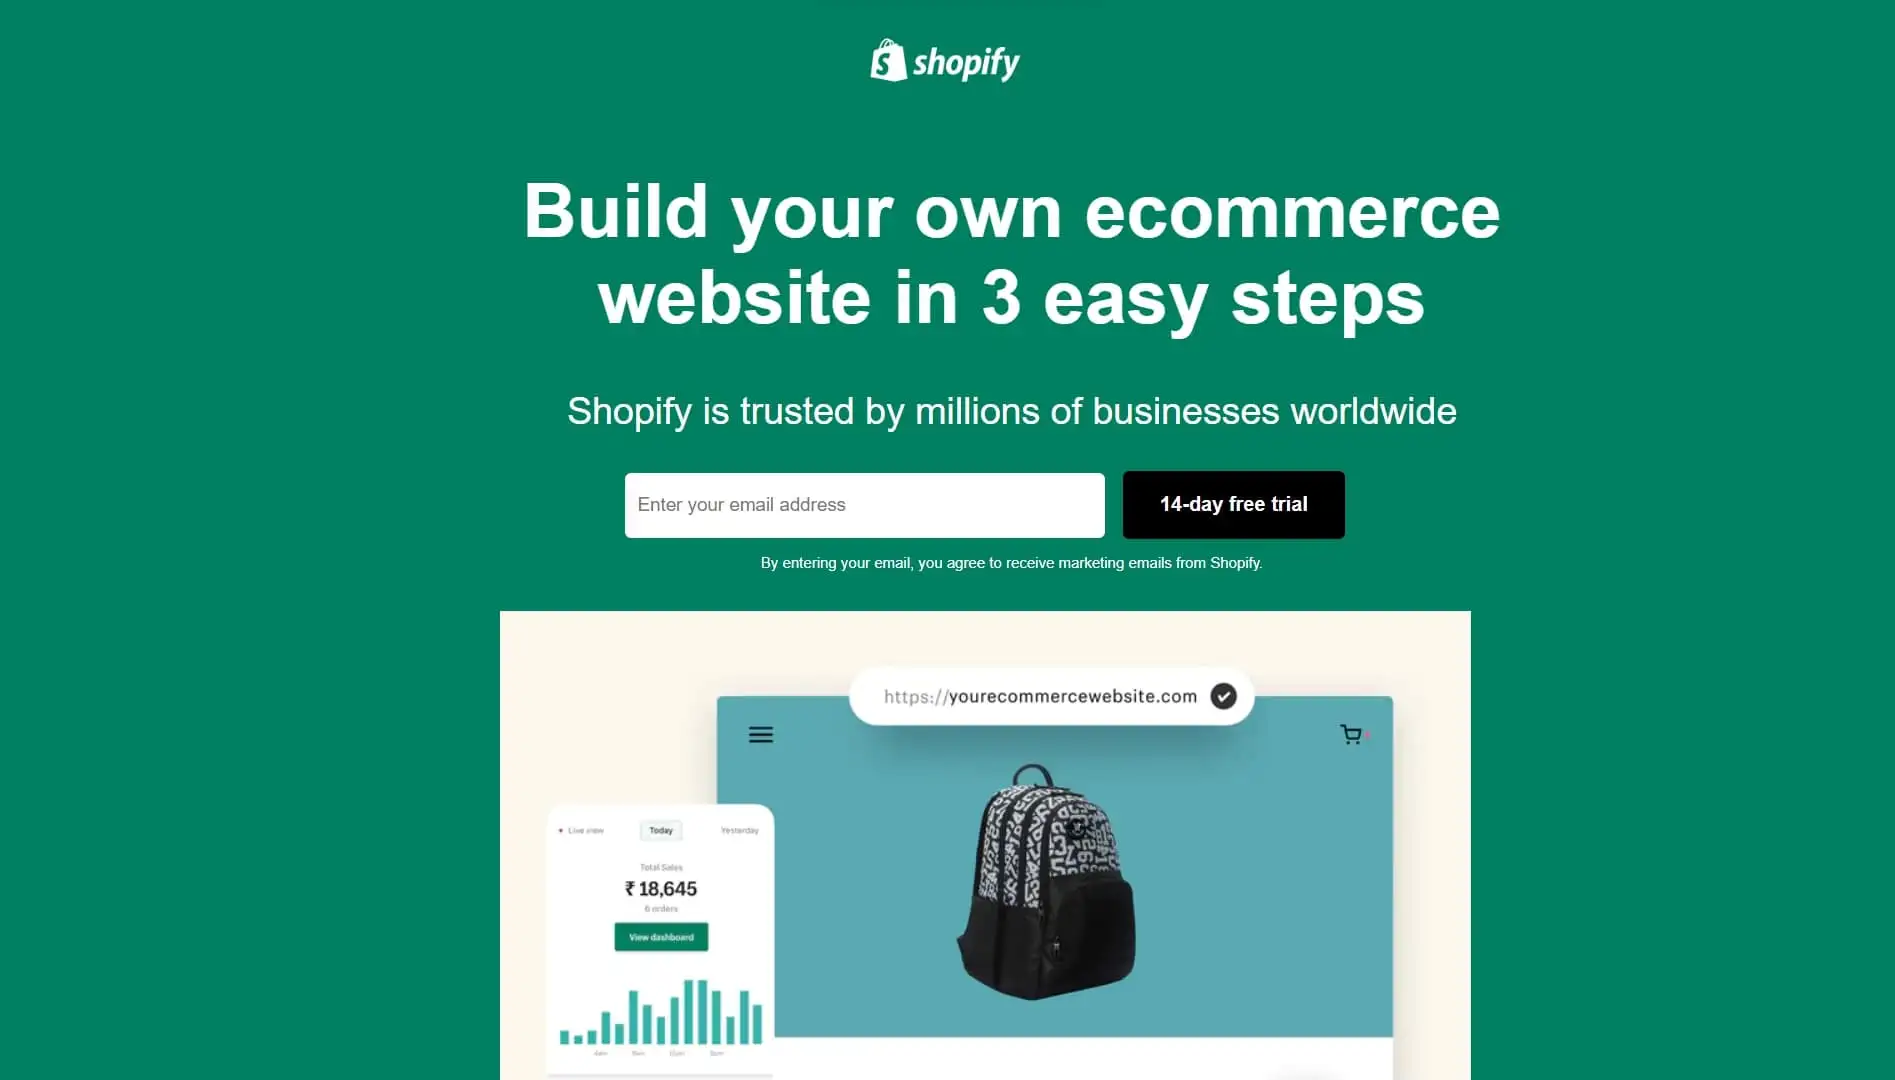 shopify
Build your own ecommerce
website in 3 easy steps
Shopify is trusted by millions of businesses worldwide
Enter your email address
14-day free trial
By entering your email, you agree to receive marketing emails from Shopify.
https://yourecommercewebsite.com
Live view Today Yesterday
Total Sales
₹ 18,645
6 orders
View dashboard